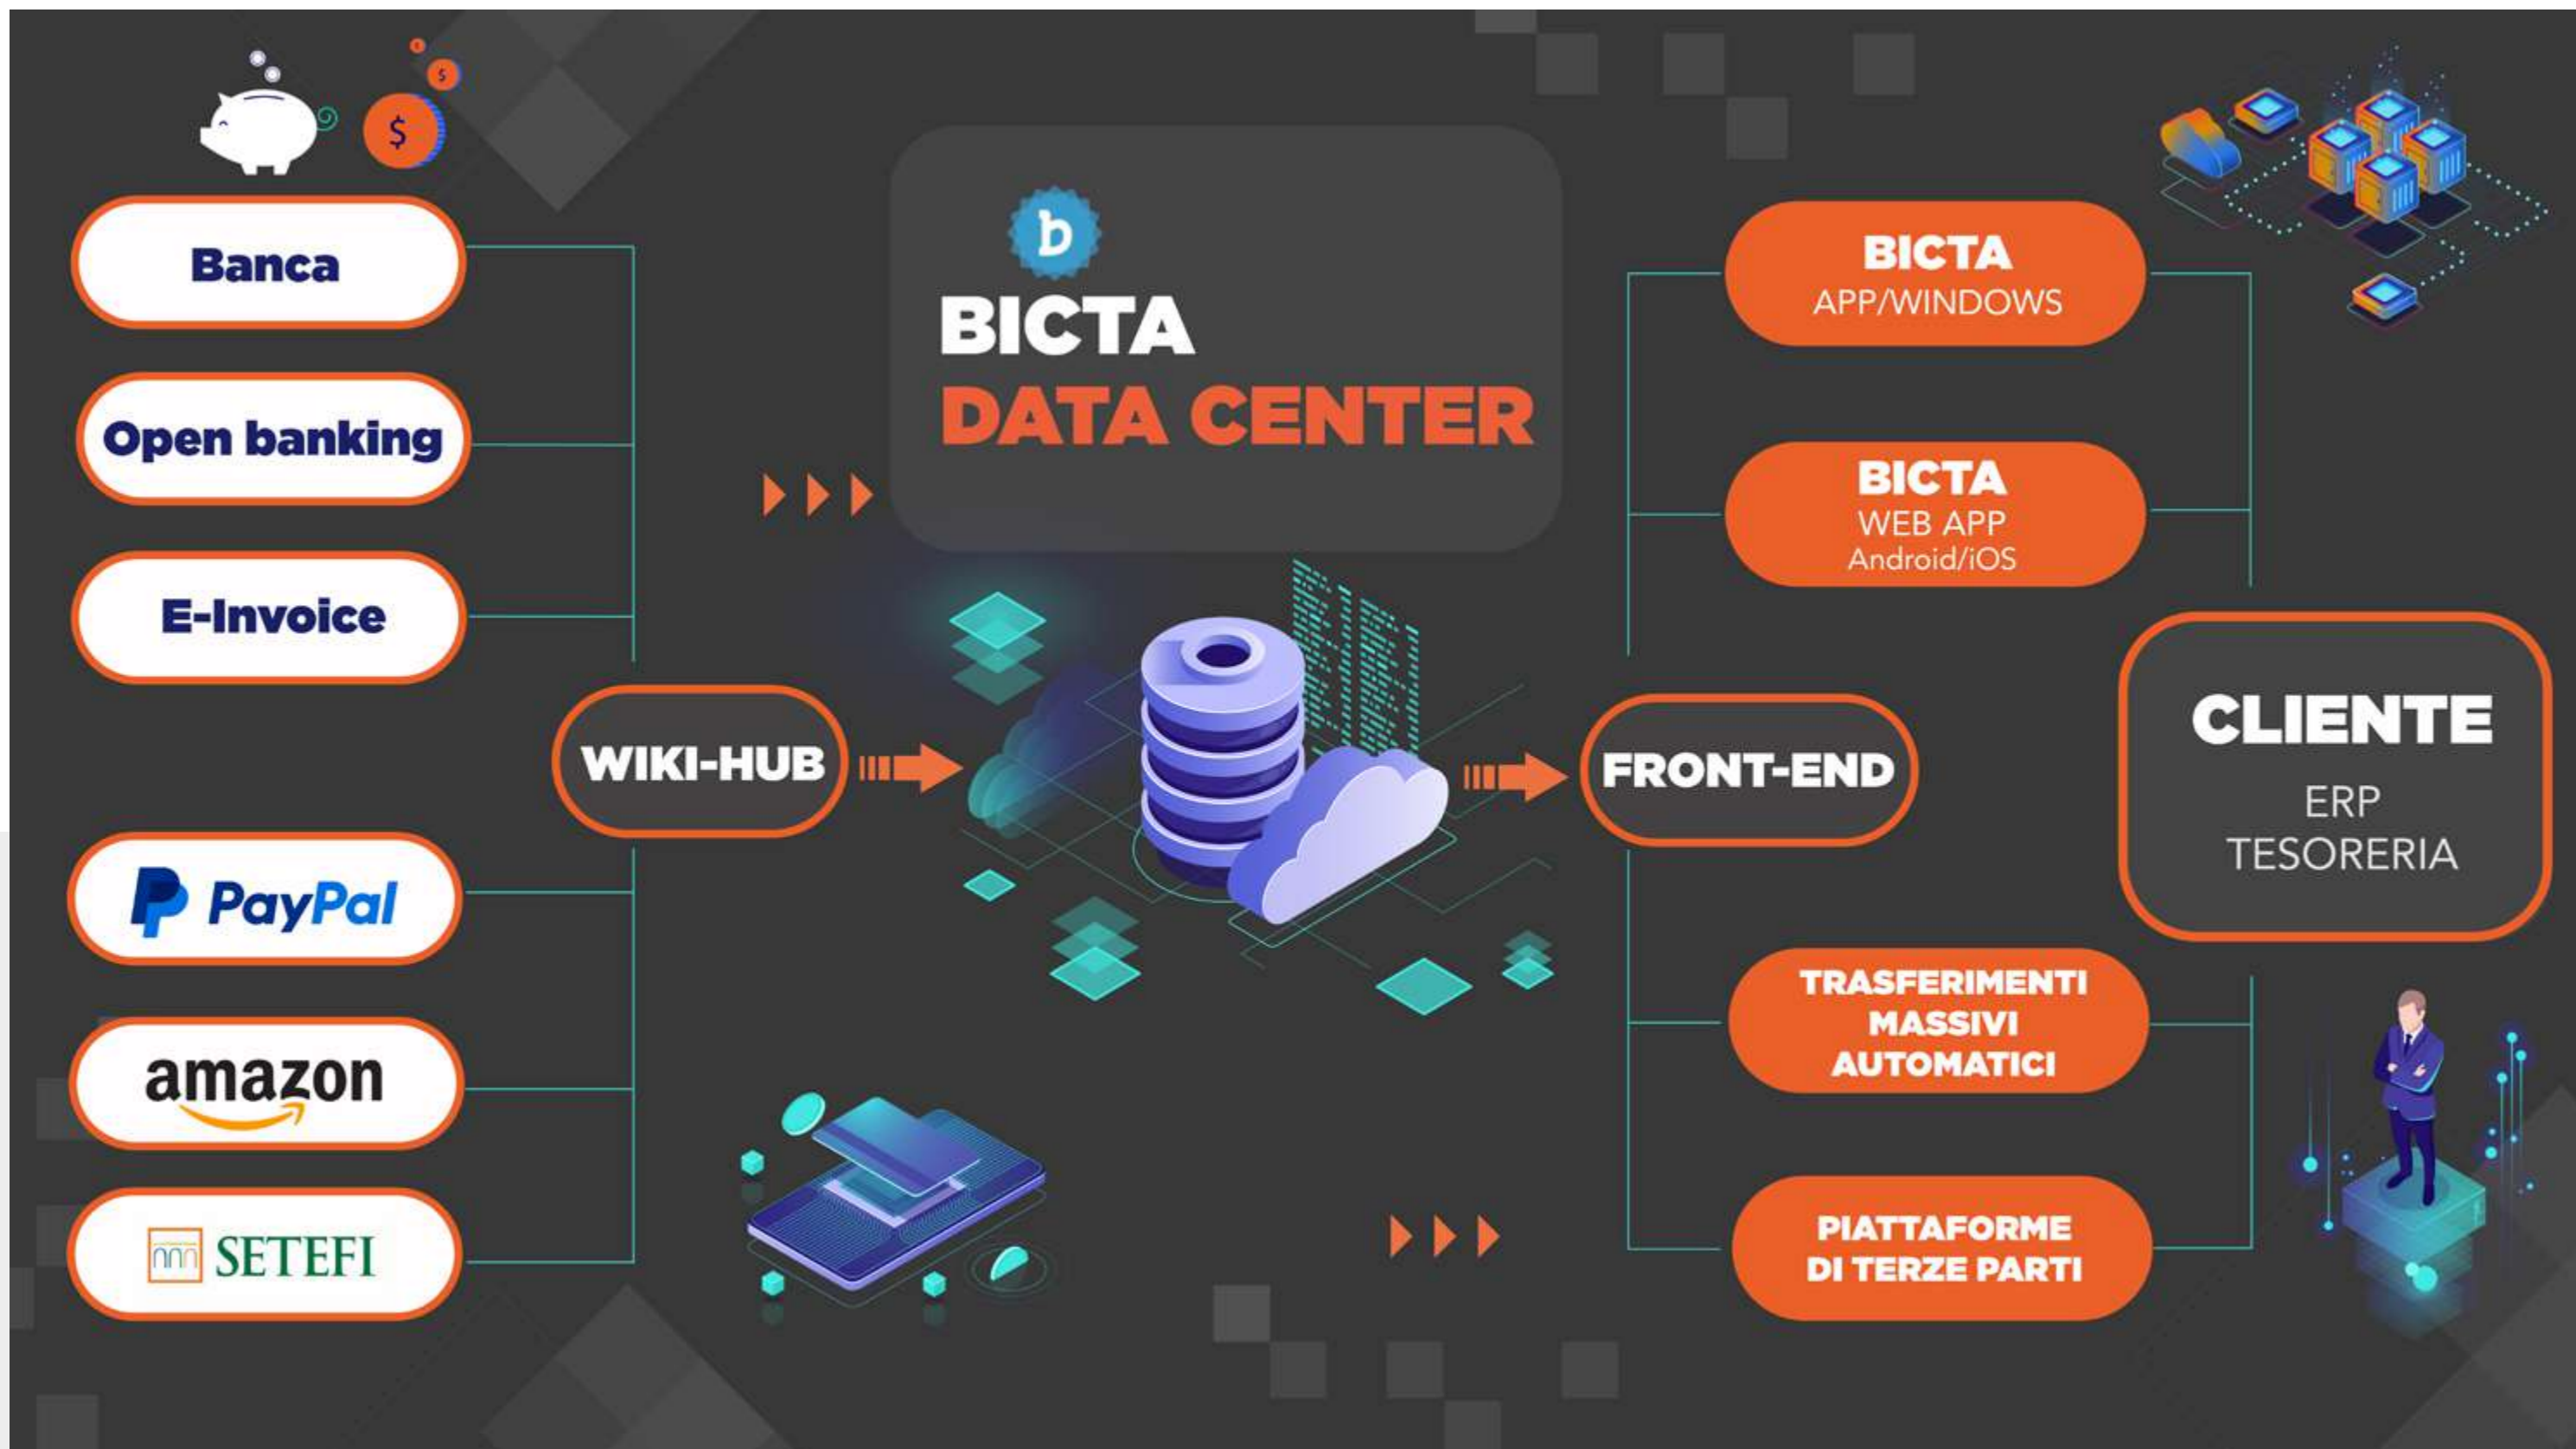 Banca
Open banking
E-Invoice
PayPal
amazon
SETEFI
WIKI-HUB
b
BICTA
DATA CENTER
FRONT-END
BICTA
APP/WINDOWS
BICTA
WEB APP
Android/iOS
TRASFERIMENTI
MASSIVI
AUTOMATICI
PIATTAFORME
DI TERZE PARTI
CLIENTE
ERP
TESORERIA